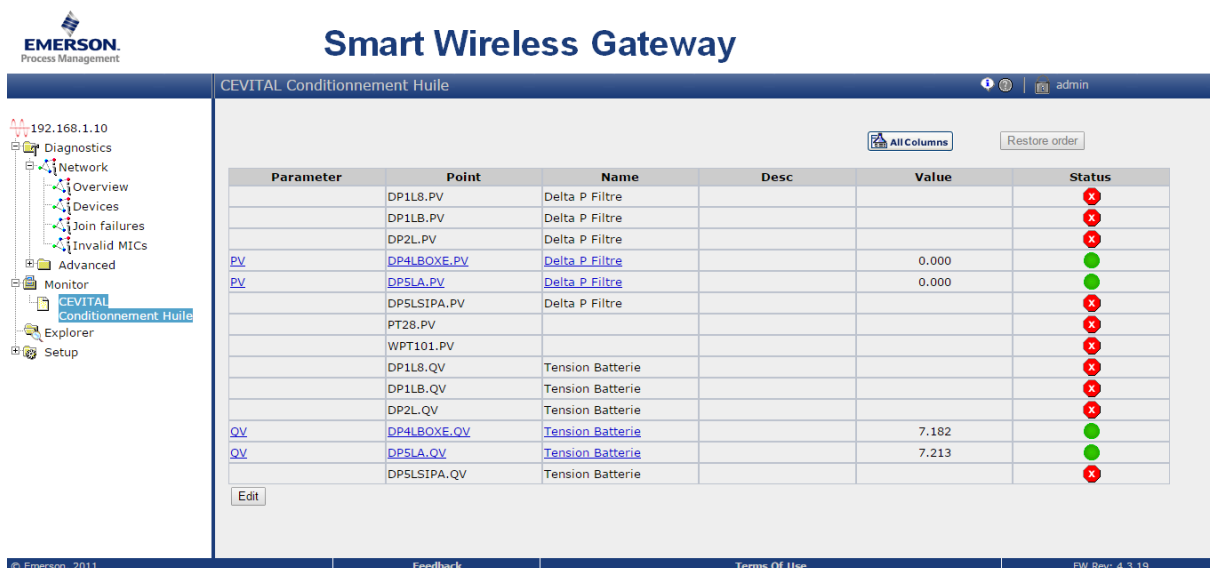 EMERSON.
Process Management
Smart Wireless Gateway
CEVITAL Conditionnement Huile
admin
192.168.1.10
Diagnostics
Network
Overview
Devices
Join failures
Invalid MICs
Advanced
Monitor
CEVITAL
Conditionnement Huile
Explorer
Setup
All Columns
Restore order
Parameter Point Name Desc Value Status
DP1L8.PV Delta P Filtre
DP1LB.PV Delta P Filtre
DP2L.PV Delta P Filtre
PV DP4LBOXE.PV Delta P Filtre 0.000
PV DP5LA.PV Delta P Filtre 0.000
DP5LSIPA.PV Delta P Filtre
PT28.PV
WPT101.PV
DP1L8.QV Tension Batterie
DP1LB.QV Tension Batterie
DP2L.QV Tension Batterie
QV DP4LBOXE.QV Tension Batterie 7.182
QV DP5LA.QV Tension Batterie 7.213
DP5LSIPA.QV Tension Batterie
Edit
© Emerson, 2011 Feedback Terms Of Use FW Rev: 4.3.19